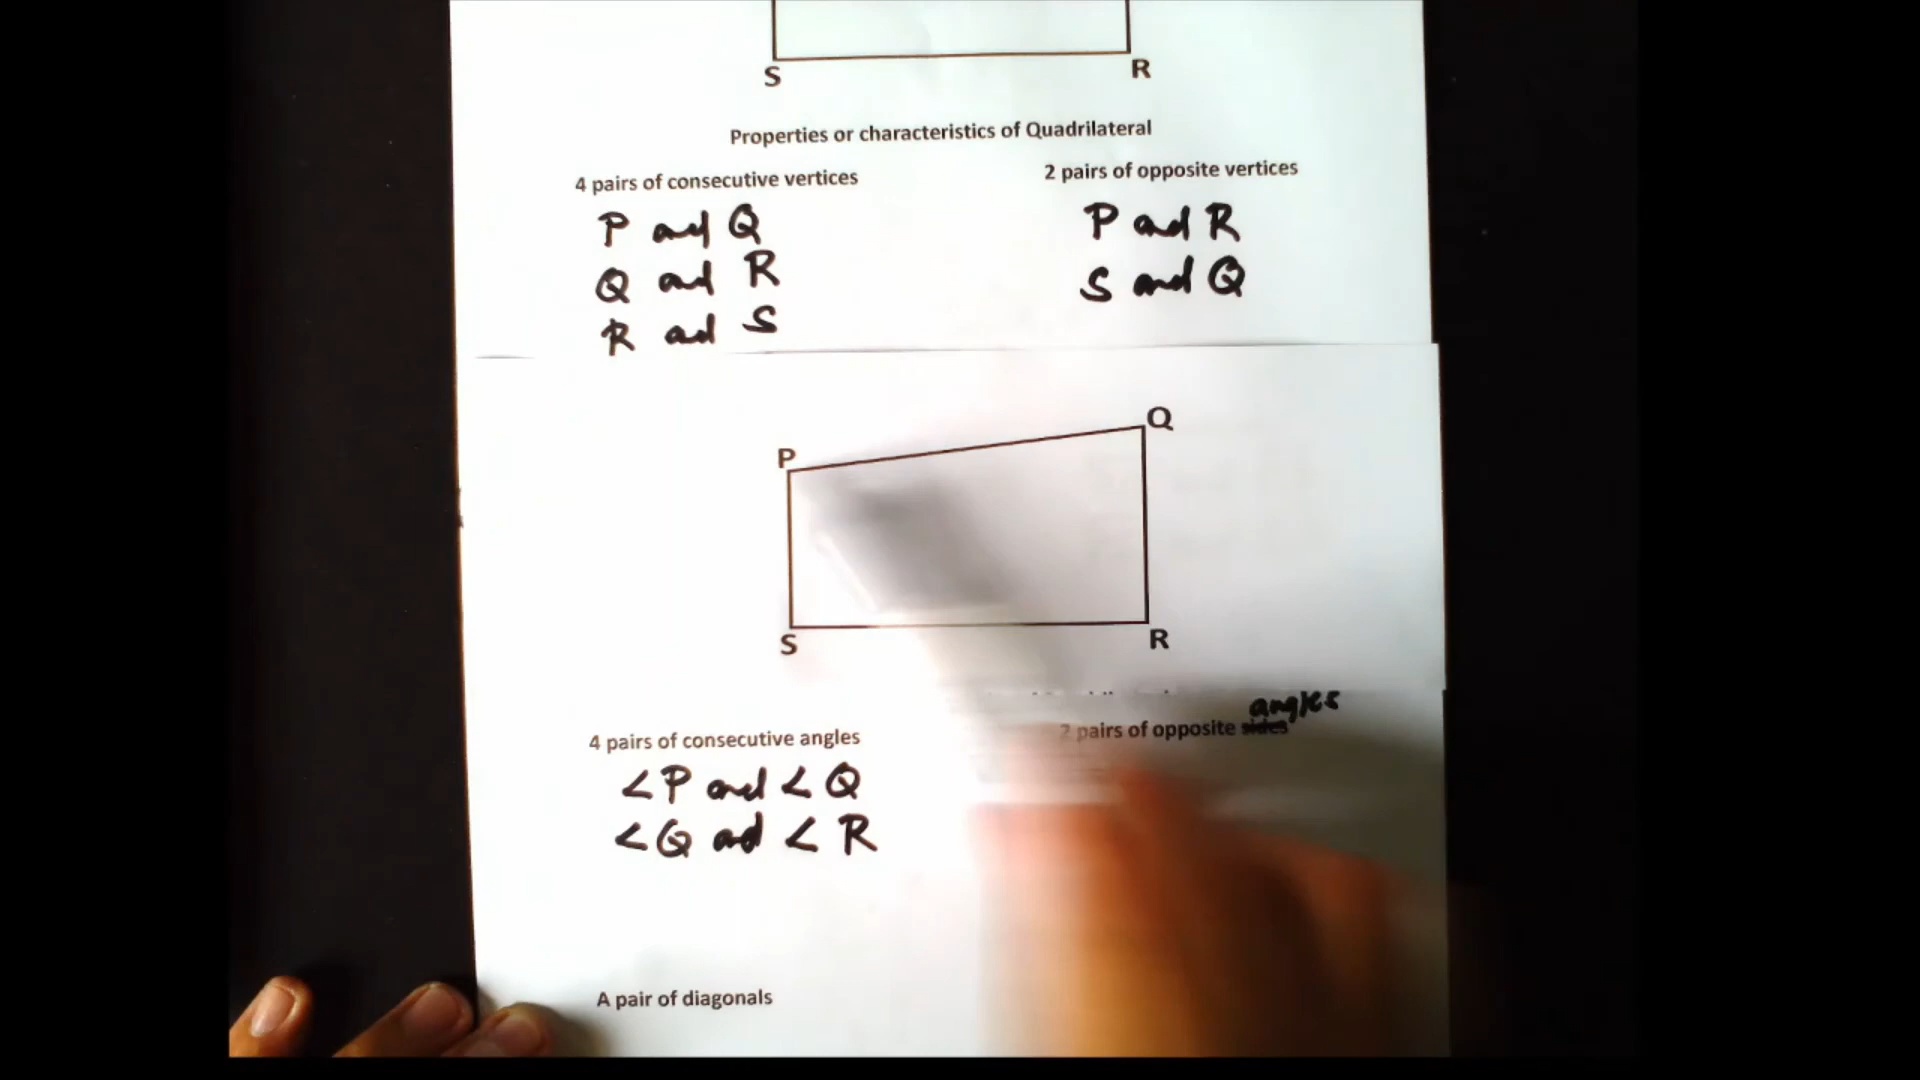 S R
Properties or characteristics of Quadrilateral
4 pairs of consecutive vertices
P and Q
Q and R
R and S
2 pairs of opposite vertices
P and R
S and Q
P Q
S R
4 pairs of consecutive angles
<P and <Q
<Q and <R
angles
2 pairs of opposite sides
A pair of diagonals